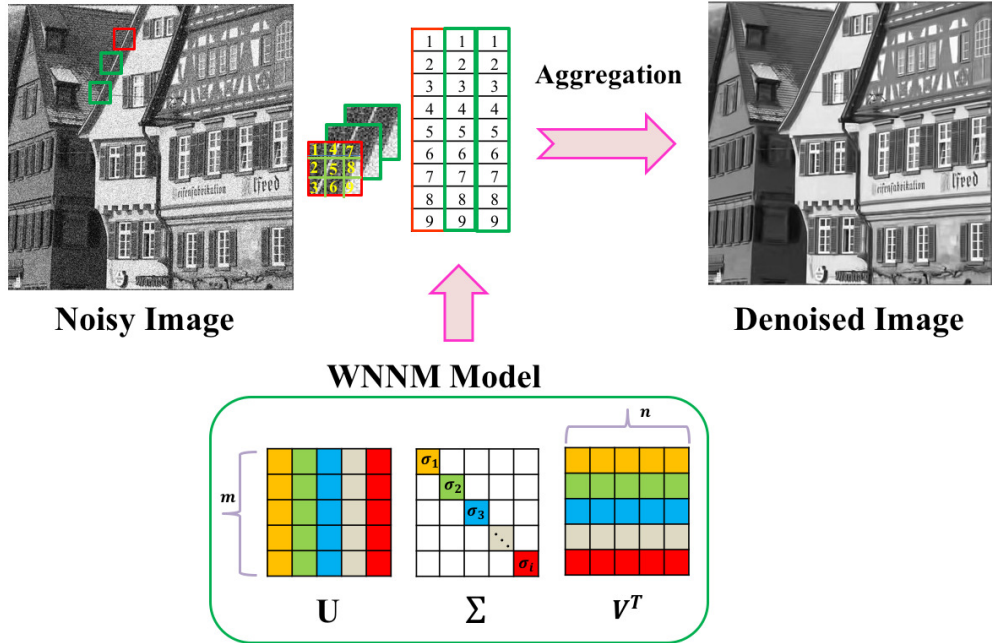 Noisy Image
1 4 7
2 5 8
3 6 9
1 1 1
2 2 2
3 3 3
4 4 4
5 5 5
6 6 6
7 7 7
8 8 8
9 9 9
Aggregation
Denoised Image
WNNM Model
m
σ₁
σ₂
σ₃
⋱
σᵢ
n
U
Σ
Vᵀ